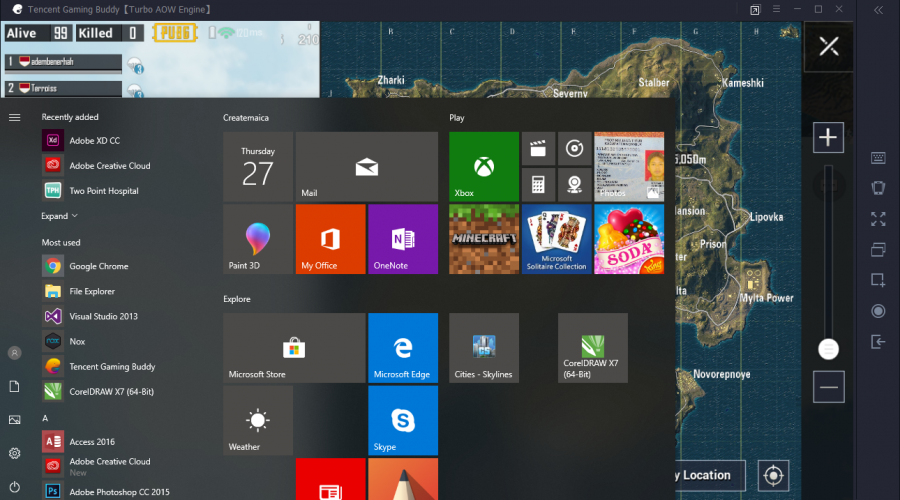 Tencent Gaming Buddy【Turbo AOW Engine】
Alive 99 Killed 0 PUBG
210
1 adembenerhah
2 Terroiss
B C D E F G H
Zharki
Severny
Stalber
Kameshki
Lipovka
Prison
Mylta Power
Novorepnoye
y Location
Recently added
Adobe XD CC
Adobe Creative Cloud
Two Point Hospital
Expand
Most used
Google Chrome
File Explorer
Visual Studio 2013
Nox
Tencent Gaming Buddy
CorelDRAW X7 (64-Bit)
A
Access 2016
Adobe Creative Cloud
New
Adobe Photoshop CC 2015
R
Createmaica
Thursday
27
Mail
Paint 3D
My Office
OneNote
Explore
Microsoft Store
Microsoft Edge
Weather
Skype
Play
Xbox
Photos
MINECRAFT
Microsoft
Solitaire Collection
SODA
King
Cities - Skylines
CorelDRAW X7
(64-Bit)